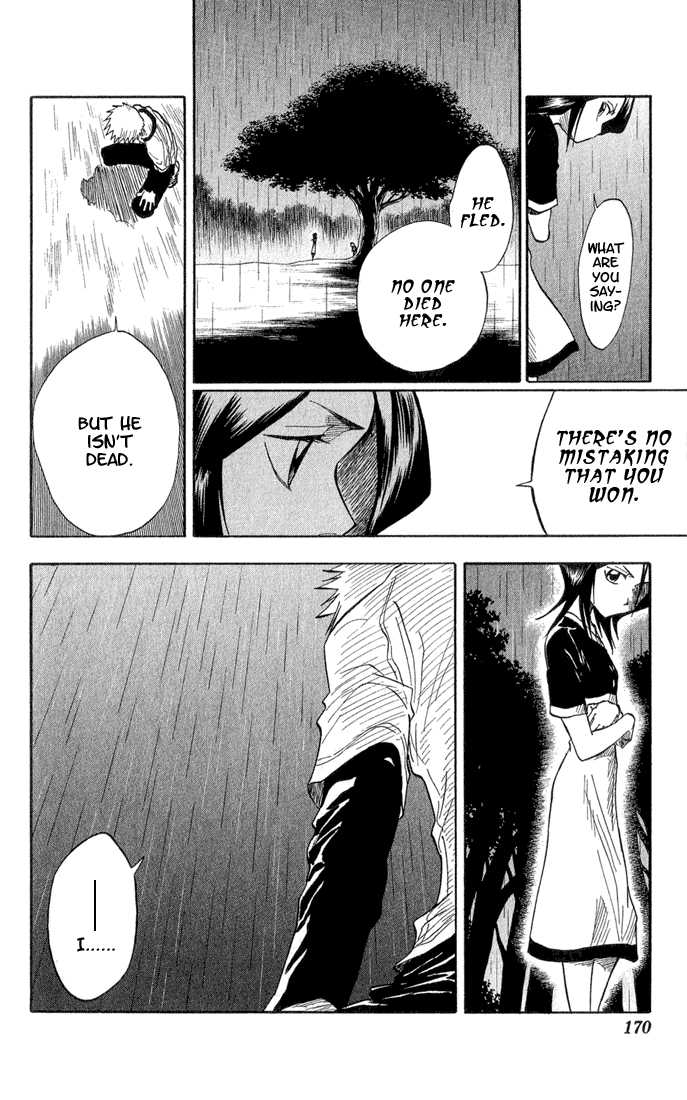 WHAT
ARE
YOU
SAY-
ING?
HE
FLED.
NO ONE
DIED
HERE.
THERE'S NO
MISTAKING
THAT YOU
WON.
BUT HE
ISN'T
DEAD.
I......
170